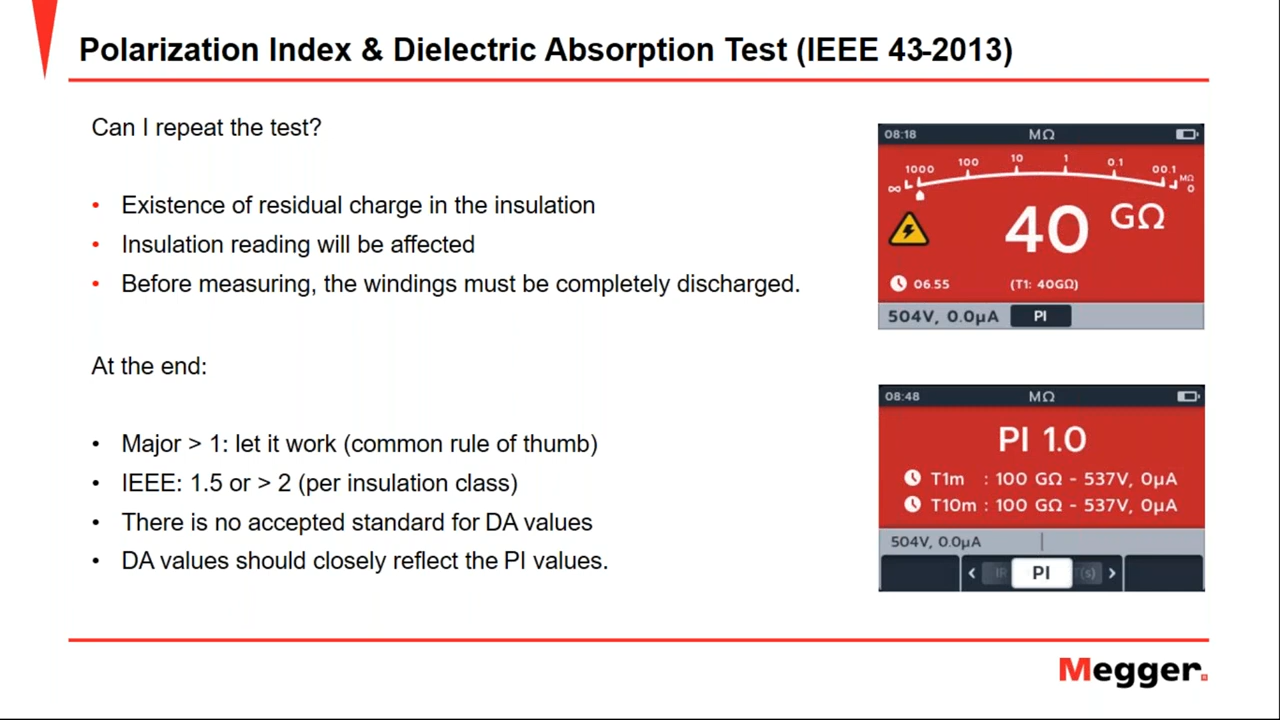 Polarization Index & Dielectric Absorption Test (IEEE 43-2013)
Can I repeat the test?
• Existence of residual charge in the insulation
• Insulation reading will be affected
• Before measuring, the windings must be completely discharged.
At the end:
• Major > 1: let it work (common rule of thumb)
• IEEE: 1.5 or > 2 (per insulation class)
• There is no accepted standard for DA values
• DA values should closely reflect the PI values.
08:18 MΩ
1000 100 10 1 0.1 00.1
∞ MΩ 0
40 GΩ
06.55 (T1: 40GΩ)
504V, 0.0µA PI
08:48 MΩ
PI 1.0
T1m : 100 GΩ - 537V, 0µA
T10m : 100 GΩ - 537V, 0µA
504V, 0.0µA
< IR PI (s) >
Megger.